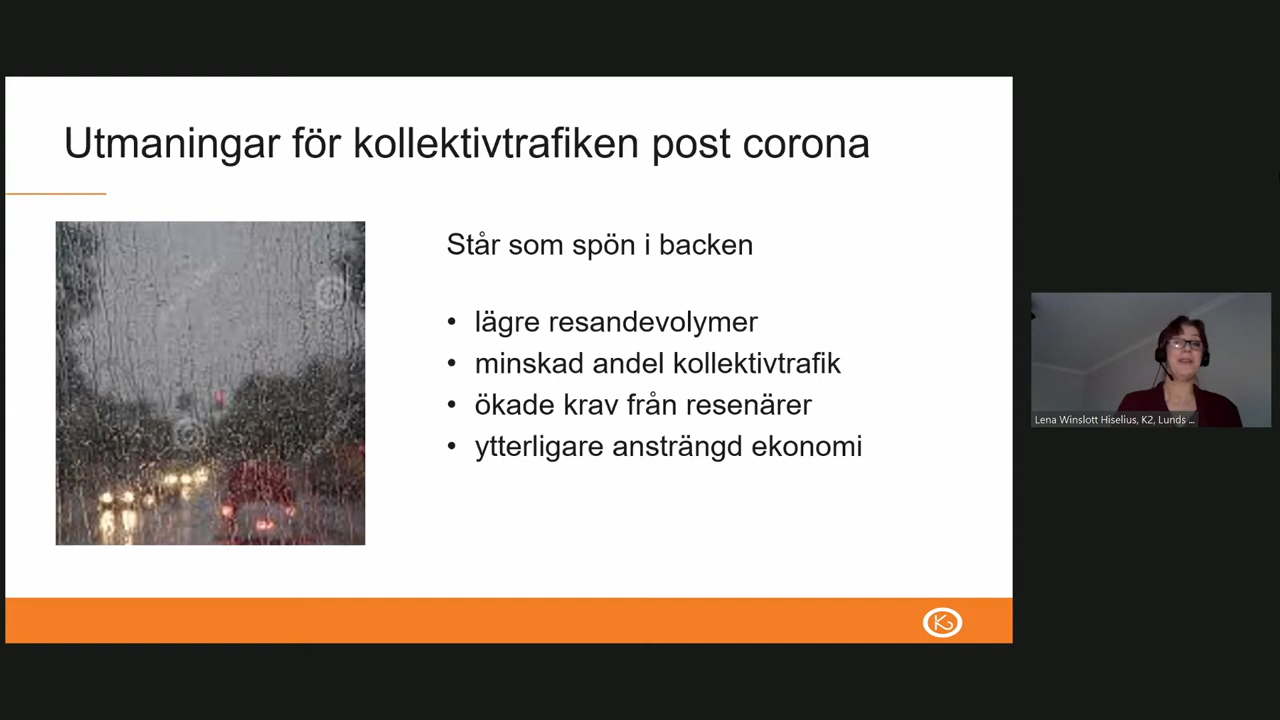 Utmaningar för kollektivtrafiken post corona
Står som spön i backen
• lägre resandevolymer
• minskad andel kollektivtrafik
• ökade krav från resenärer
• ytterligare ansträngd ekonomi
Lena Winslott Hiselius, K2, Lunds ...
K2